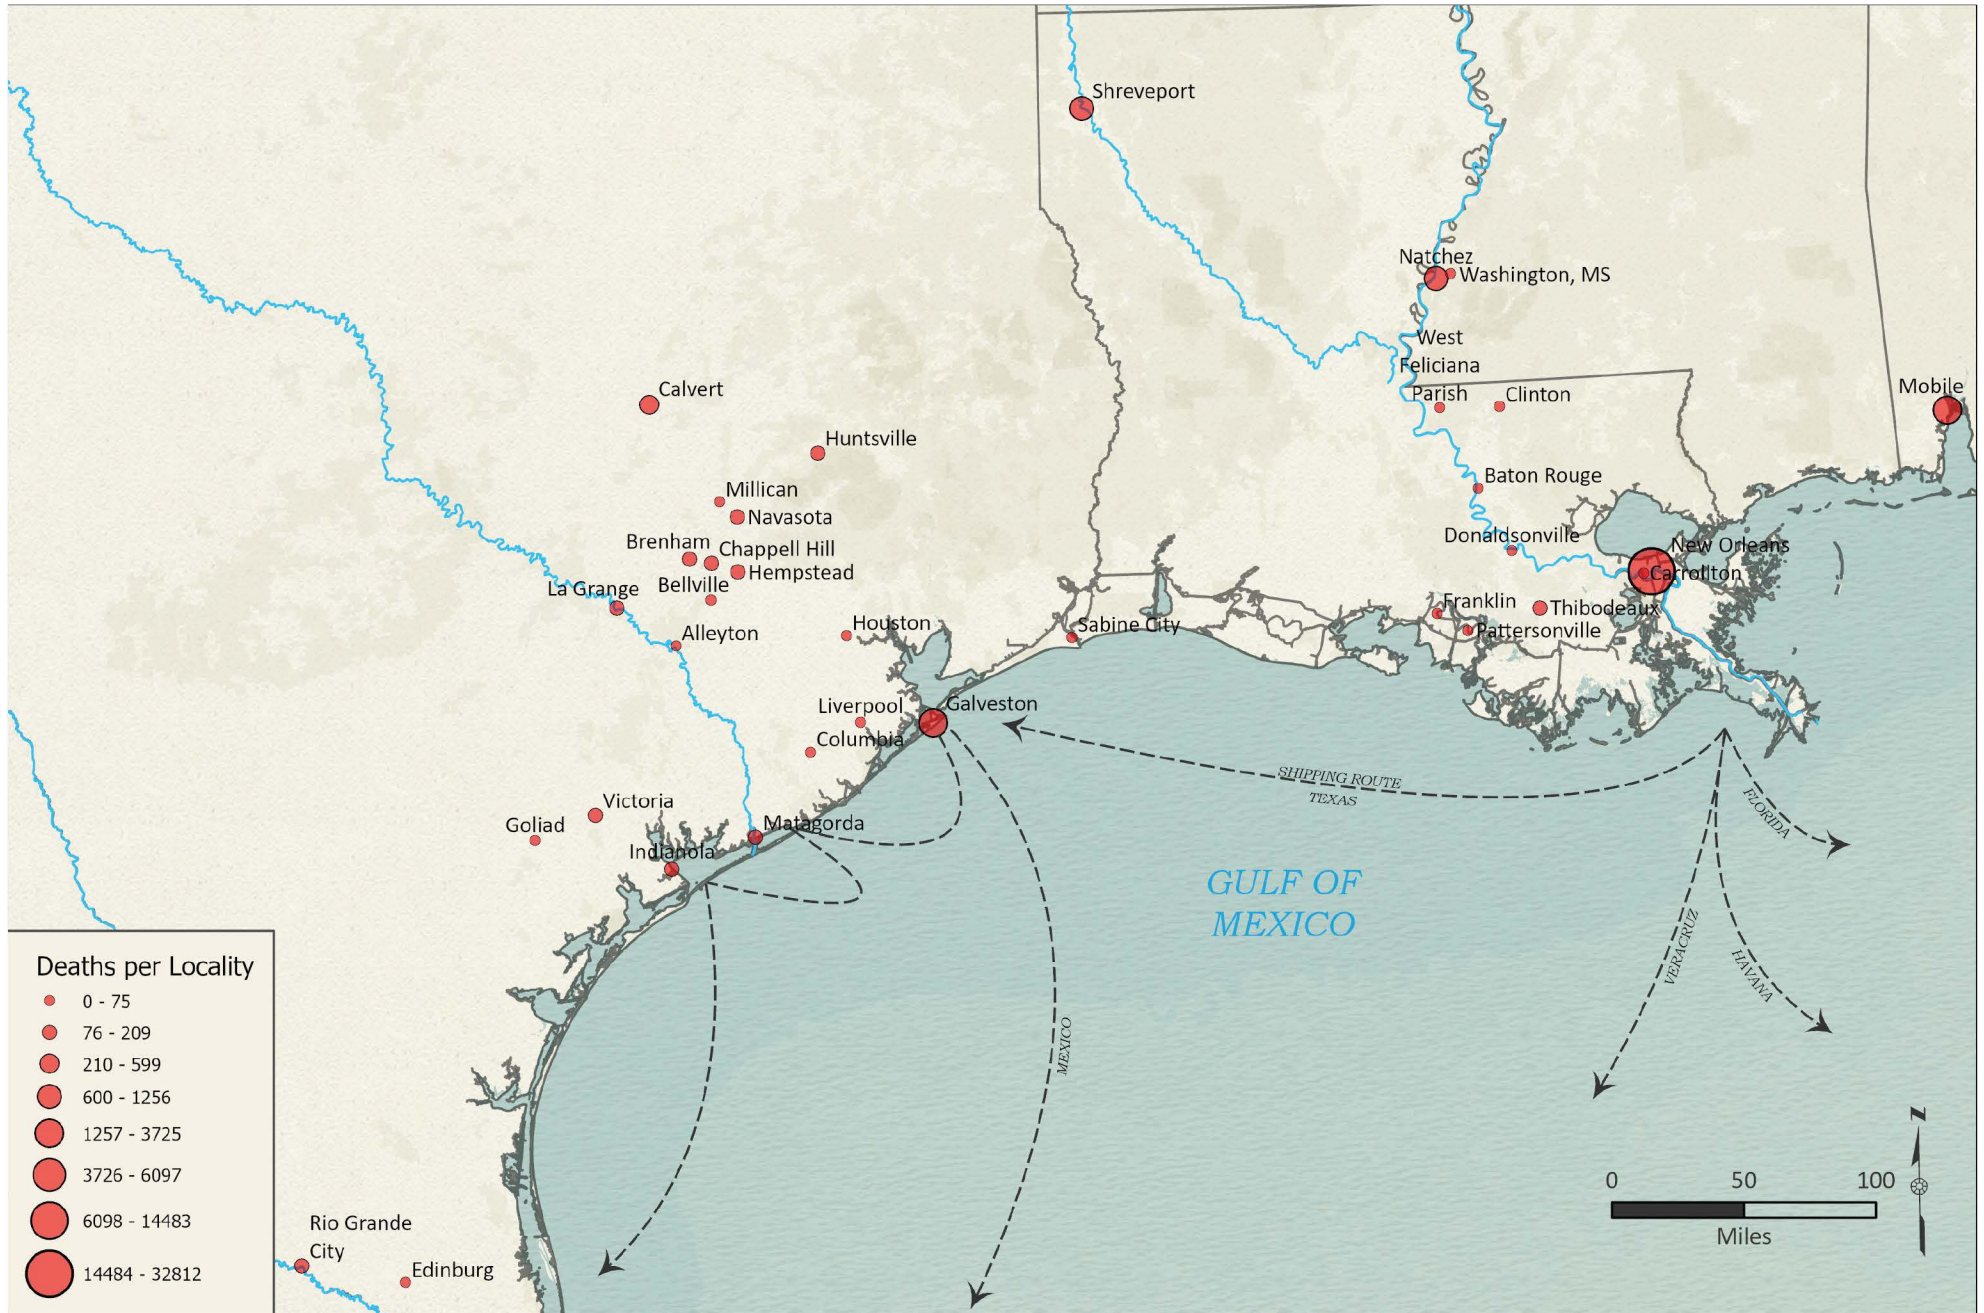 Shreveport
Natchez
Washington, MS
West
Feliciana
Parish
Clinton
Mobile
Calvert
Huntsville
Millican
Navasota
Baton Rouge
Brenham
Chappell Hill
Hempstead
Donaldsonville
New Orleans
Carrollton
La Grange
Bellville
Alleyton
Houston
Sabine City
Franklin
Thibodeaux
Pattersonville
Liverpool
Galveston
Columbia
SHIPPING ROUTE
TEXAS
FLORIDA
Victoria
Goliad
Matagorda
Indianola
GULF OF
MEXICO
VERACRUZ
HAVANA
MEXICO
Deaths per Locality
0 - 75
76 - 209
210 - 599
600 - 1256
1257 - 3725
3726 - 6097
6098 - 14483
14484 - 32812
Rio Grande
City
Edinburg
N
0 50 100
Miles